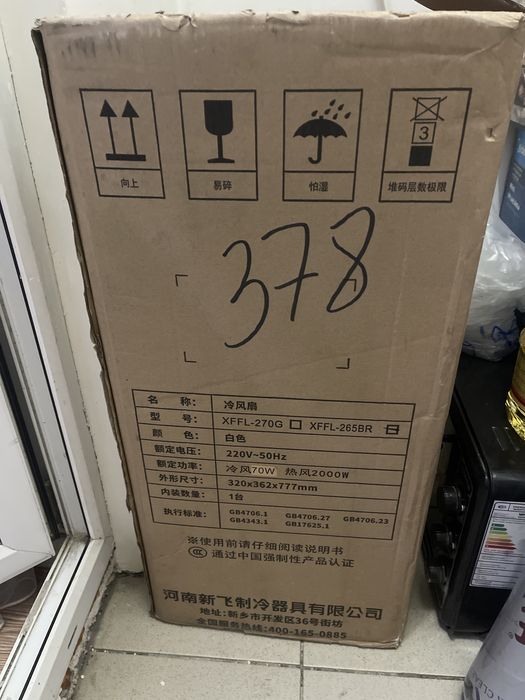 3
向上 易碎 怕湿 堆码层数极限
378
名 称: 冷风扇
型 号: XFFL-270G □ XFFL-265BR
颜 色: 白色
额定电压: 220V~50Hz
额定功率: 冷风70W 热风2000W
外形尺寸: 320x362x777mm
内装数量: 1台
执行标准: GB4706.1 GB4706.27 GB4706.23
GB4343.1 GB17625.1
※使用前请仔细阅读说明书
通过中国强制性产品认证
河南新飞制冷器具有限公司
地址: 新乡市开发区36号街坊
全国服务热线: 400-165-0885